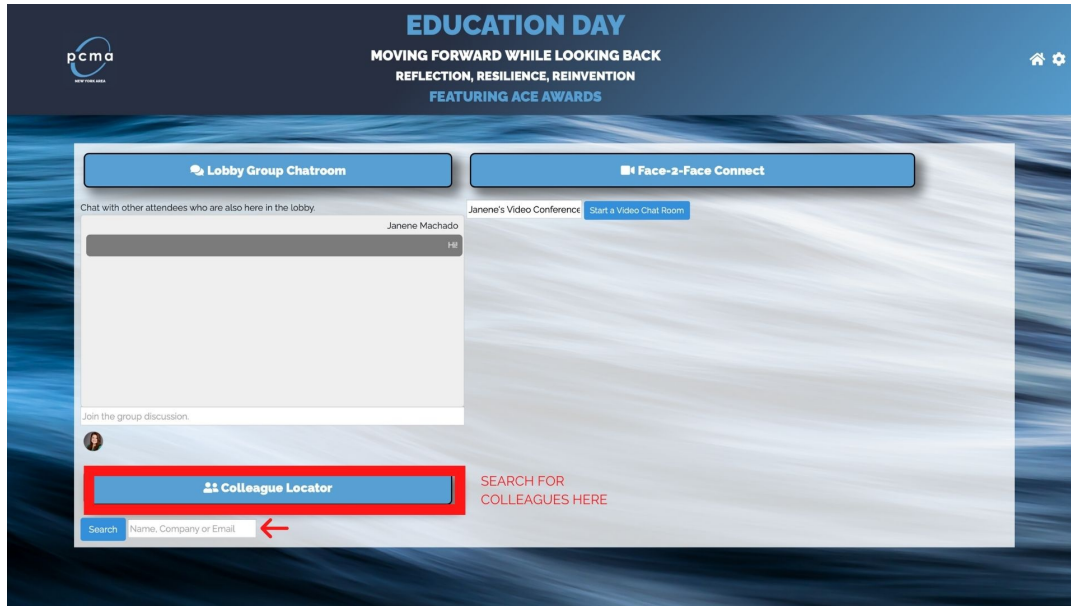 EDUCATION DAY
MOVING FORWARD WHILE LOOKING BACK
REFLECTION, RESILIENCE, REINVENTION
FEATURING ACE AWARDS
pcma
NEW YORK AREA
Lobby Group Chatroom
Face-2-Face Connect
Chat with other attendees who are also here in the lobby.
Janene's Video Conference
Start a Video Chat Room
Janene Machado
Hi!
Join the group discussion.
Colleague Locator
SEARCH FOR
COLLEAGUES HERE
Search
Name, Company or Email